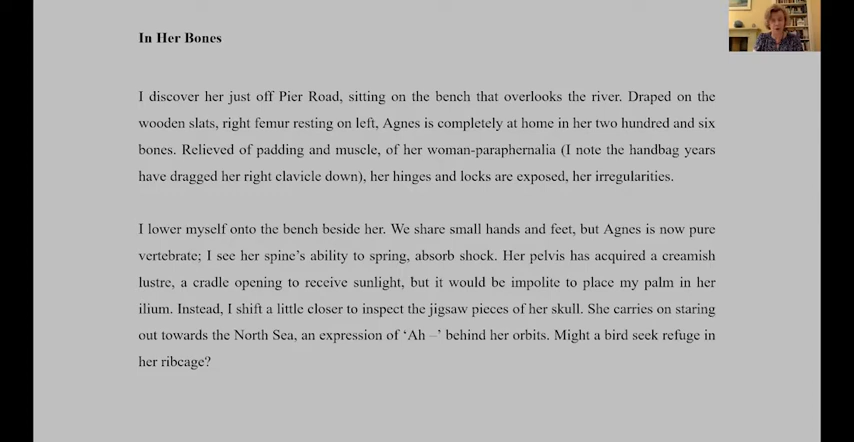 In Her Bones
I discover her just off Pier Road, sitting on the bench that overlooks the river. Draped on the
wooden slats, right femur resting on left, Agnes is completely at home in her two hundred and six
bones. Relieved of padding and muscle, of her woman-paraphernalia (I note the handbag years
have dragged her right clavicle down), her hinges and locks are exposed, her irregularities.
I lower myself onto the bench beside her. We share small hands and feet, but Agnes is now pure
vertebrate; I see her spine’s ability to spring, absorb shock. Her pelvis has acquired a creamish
lustre, a cradle opening to receive sunlight, but it would be impolite to place my palm in her
ilium. Instead, I shift a little closer to inspect the jigsaw pieces of her skull. She carries on staring
out towards the North Sea, an expression of ‘Ah –’ behind her orbits. Might a bird seek refuge in
her ribcage?